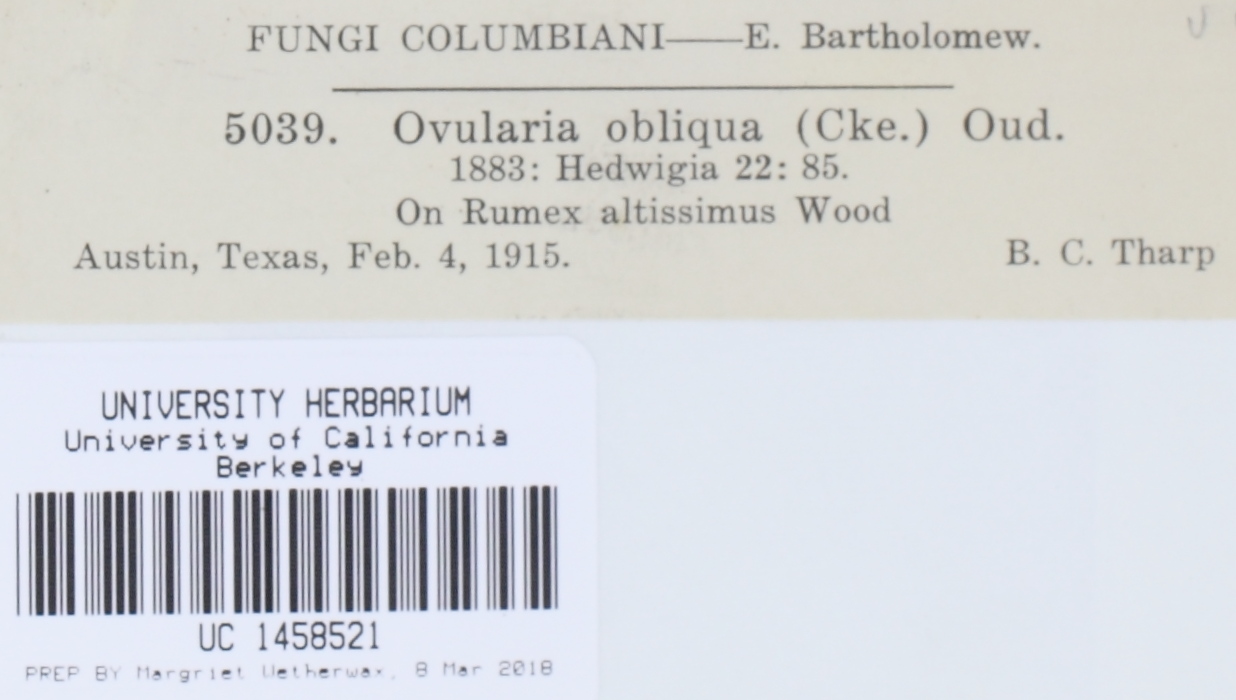 FUNGI COLUMBIANI——E. Bartholomew.
5039. Ovularia obliqua (Cke.) Oud.
1883: Hedwigia 22: 85.
On Rumex altissimus Wood
Austin, Texas, Feb. 4, 1915. B. C. Tharp
UNIVERSITY HERBARIUM
University of California
Berkeley
UC 1458521
PREP BY Margriet Wetherwax, 8 Mar 2018